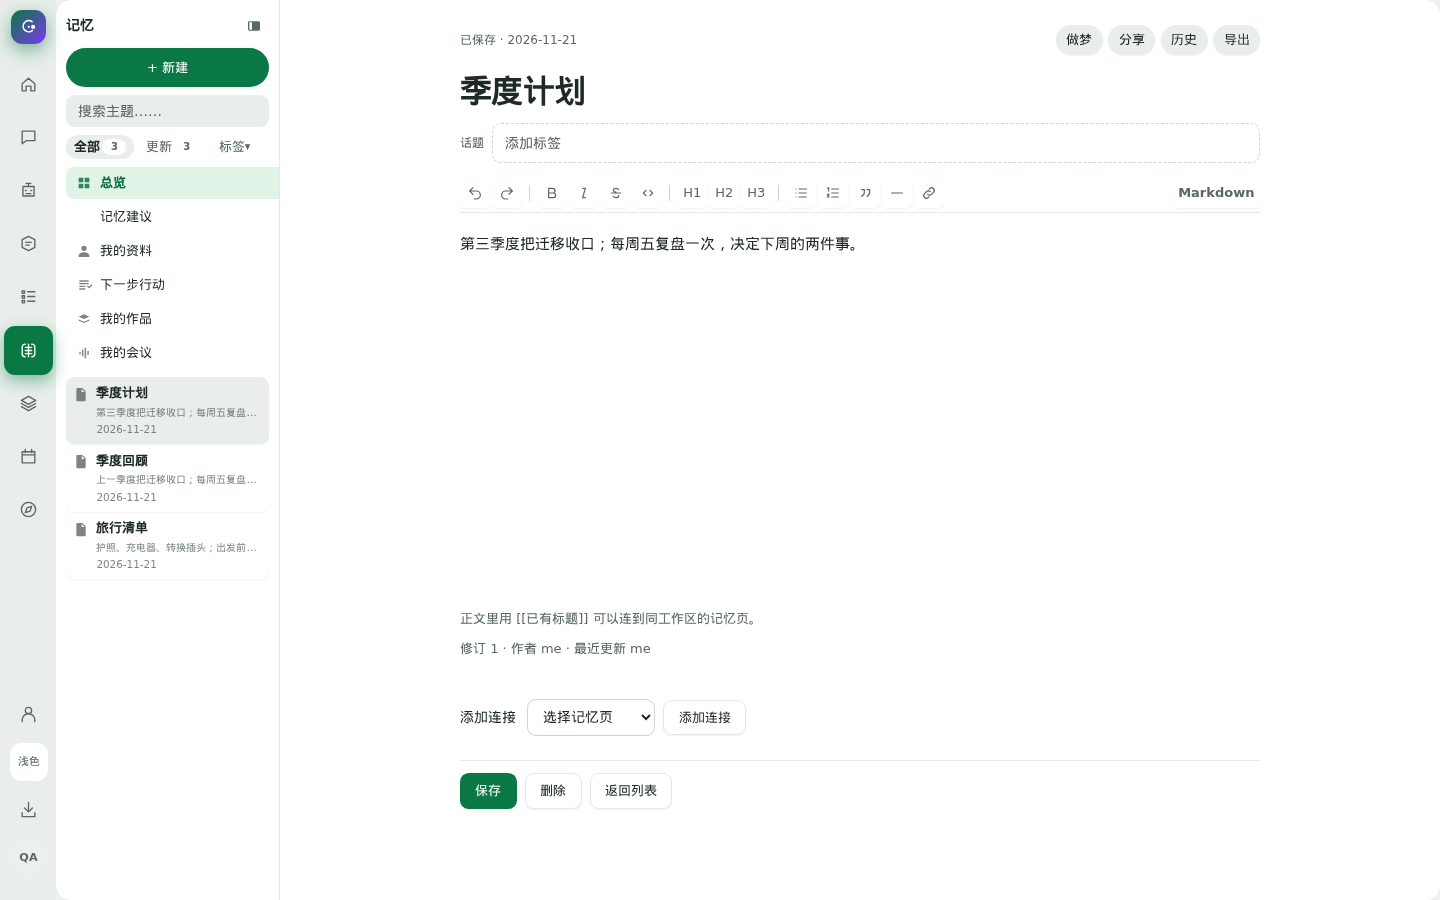 记忆
+ 新建
搜索主题……
全部 3 更新 3 标签▾
总览
记忆建议
我的资料
下一步行动
我的作品
我的会议
季度计划
第三季度把迁移收口；每周五复盘…
2026-11-21
季度回顾
上一季度把迁移收口；每周五复盘…
2026-11-21
旅行清单
护照、充电器、转换插头；出发前…
2026-11-21
浅色
QA
已保存 · 2026-11-21
做梦 分享 历史 导出
季度计划
话题 添加标签
B I S <> H1 H2 H3 Markdown
第三季度把迁移收口；每周五复盘一次，决定下周的两件事。
正文里用 [[已有标题]] 可以连到同工作区的记忆页。
修订 1 · 作者 me · 最近更新 me
添加连接 选择记忆页 添加连接
保存 删除 返回列表